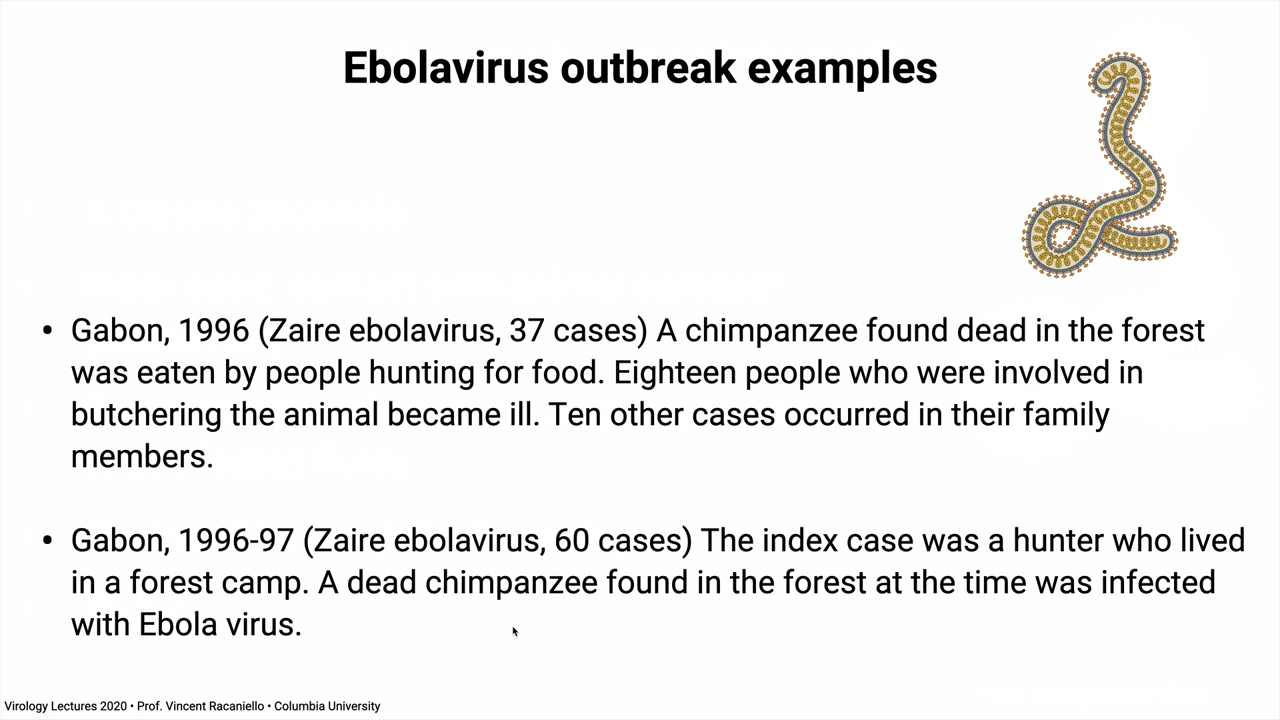 Ebolavirus outbreak examples
• Gabon, 1996 (Zaire ebolavirus, 37 cases) A chimpanzee found dead in the forest
was eaten by people hunting for food. Eighteen people who were involved in
butchering the animal became ill. Ten other cases occurred in their family
members.
• Gabon, 1996-97 (Zaire ebolavirus, 60 cases) The index case was a hunter who lived
in a forest camp. A dead chimpanzee found in the forest at the time was infected
with Ebola virus.
Virology Lectures 2020 • Prof. Vincent Racaniello • Columbia University